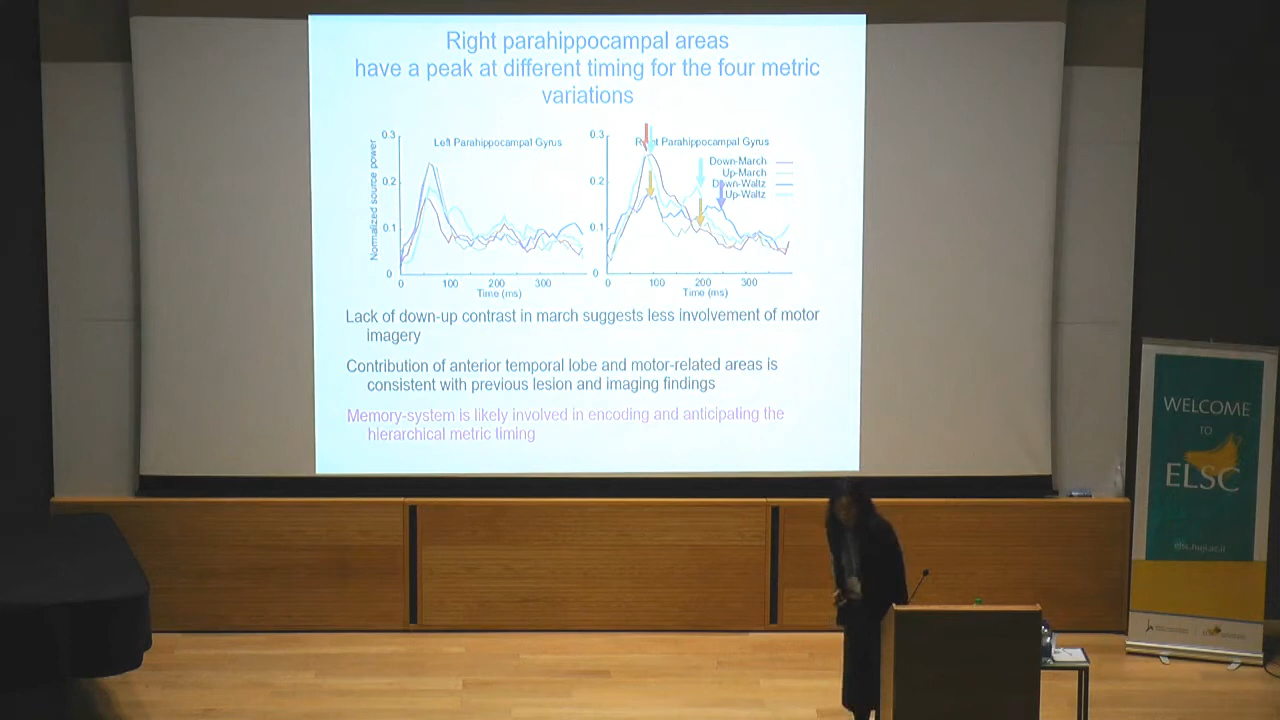 Right parahippocampal areas
have a peak at different timing for the four metric
variations
Normalized source power
0.3
0.2
0.1
0
Left Parahippocampal Gyrus
0
100
200
300
Time (ms)
0.3
0.2
0.1
0
Parahippocampal Gyrus
Down-March
Up-March
Down-Waltz
Up-Waltz
0
100
200
300
Time (ms)
Lack of down-up contrast in march suggests less involvement of motor
imagery
Contribution of anterior temporal lobe and motor-related areas is
consistent with previous lesion and imaging findings
Memory-system is likely involved in encoding and anticipating the
hierarchical metric timing
WELCOME
TO
ELSC